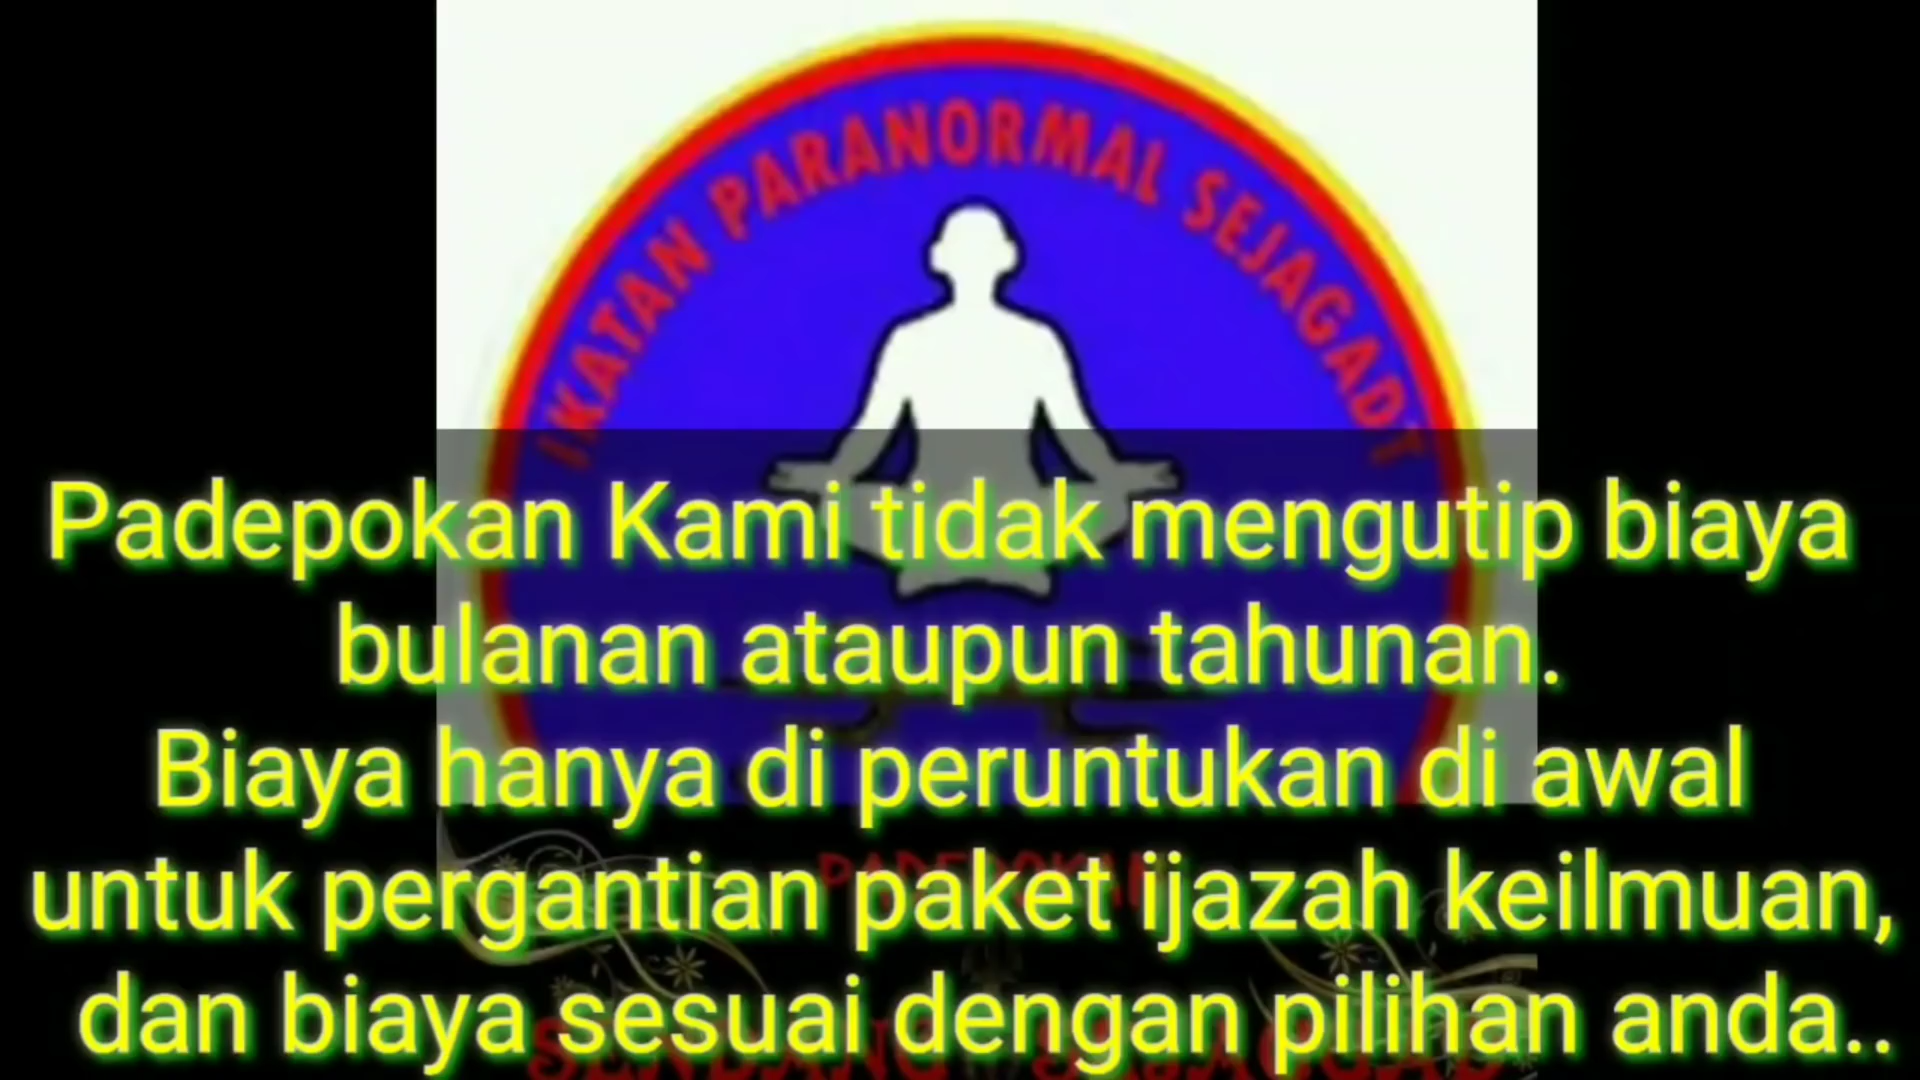 IKATAN PARANORMAL SEJAGADT
Padepokan Kami tidak mengutip biaya
bulanan ataupun tahunan.
Biaya hanya di peruntukan di awal
untuk pergantian paket ijazah keilmuan,
dan biaya sesuai dengan pilihan anda..
PADEPOKAN